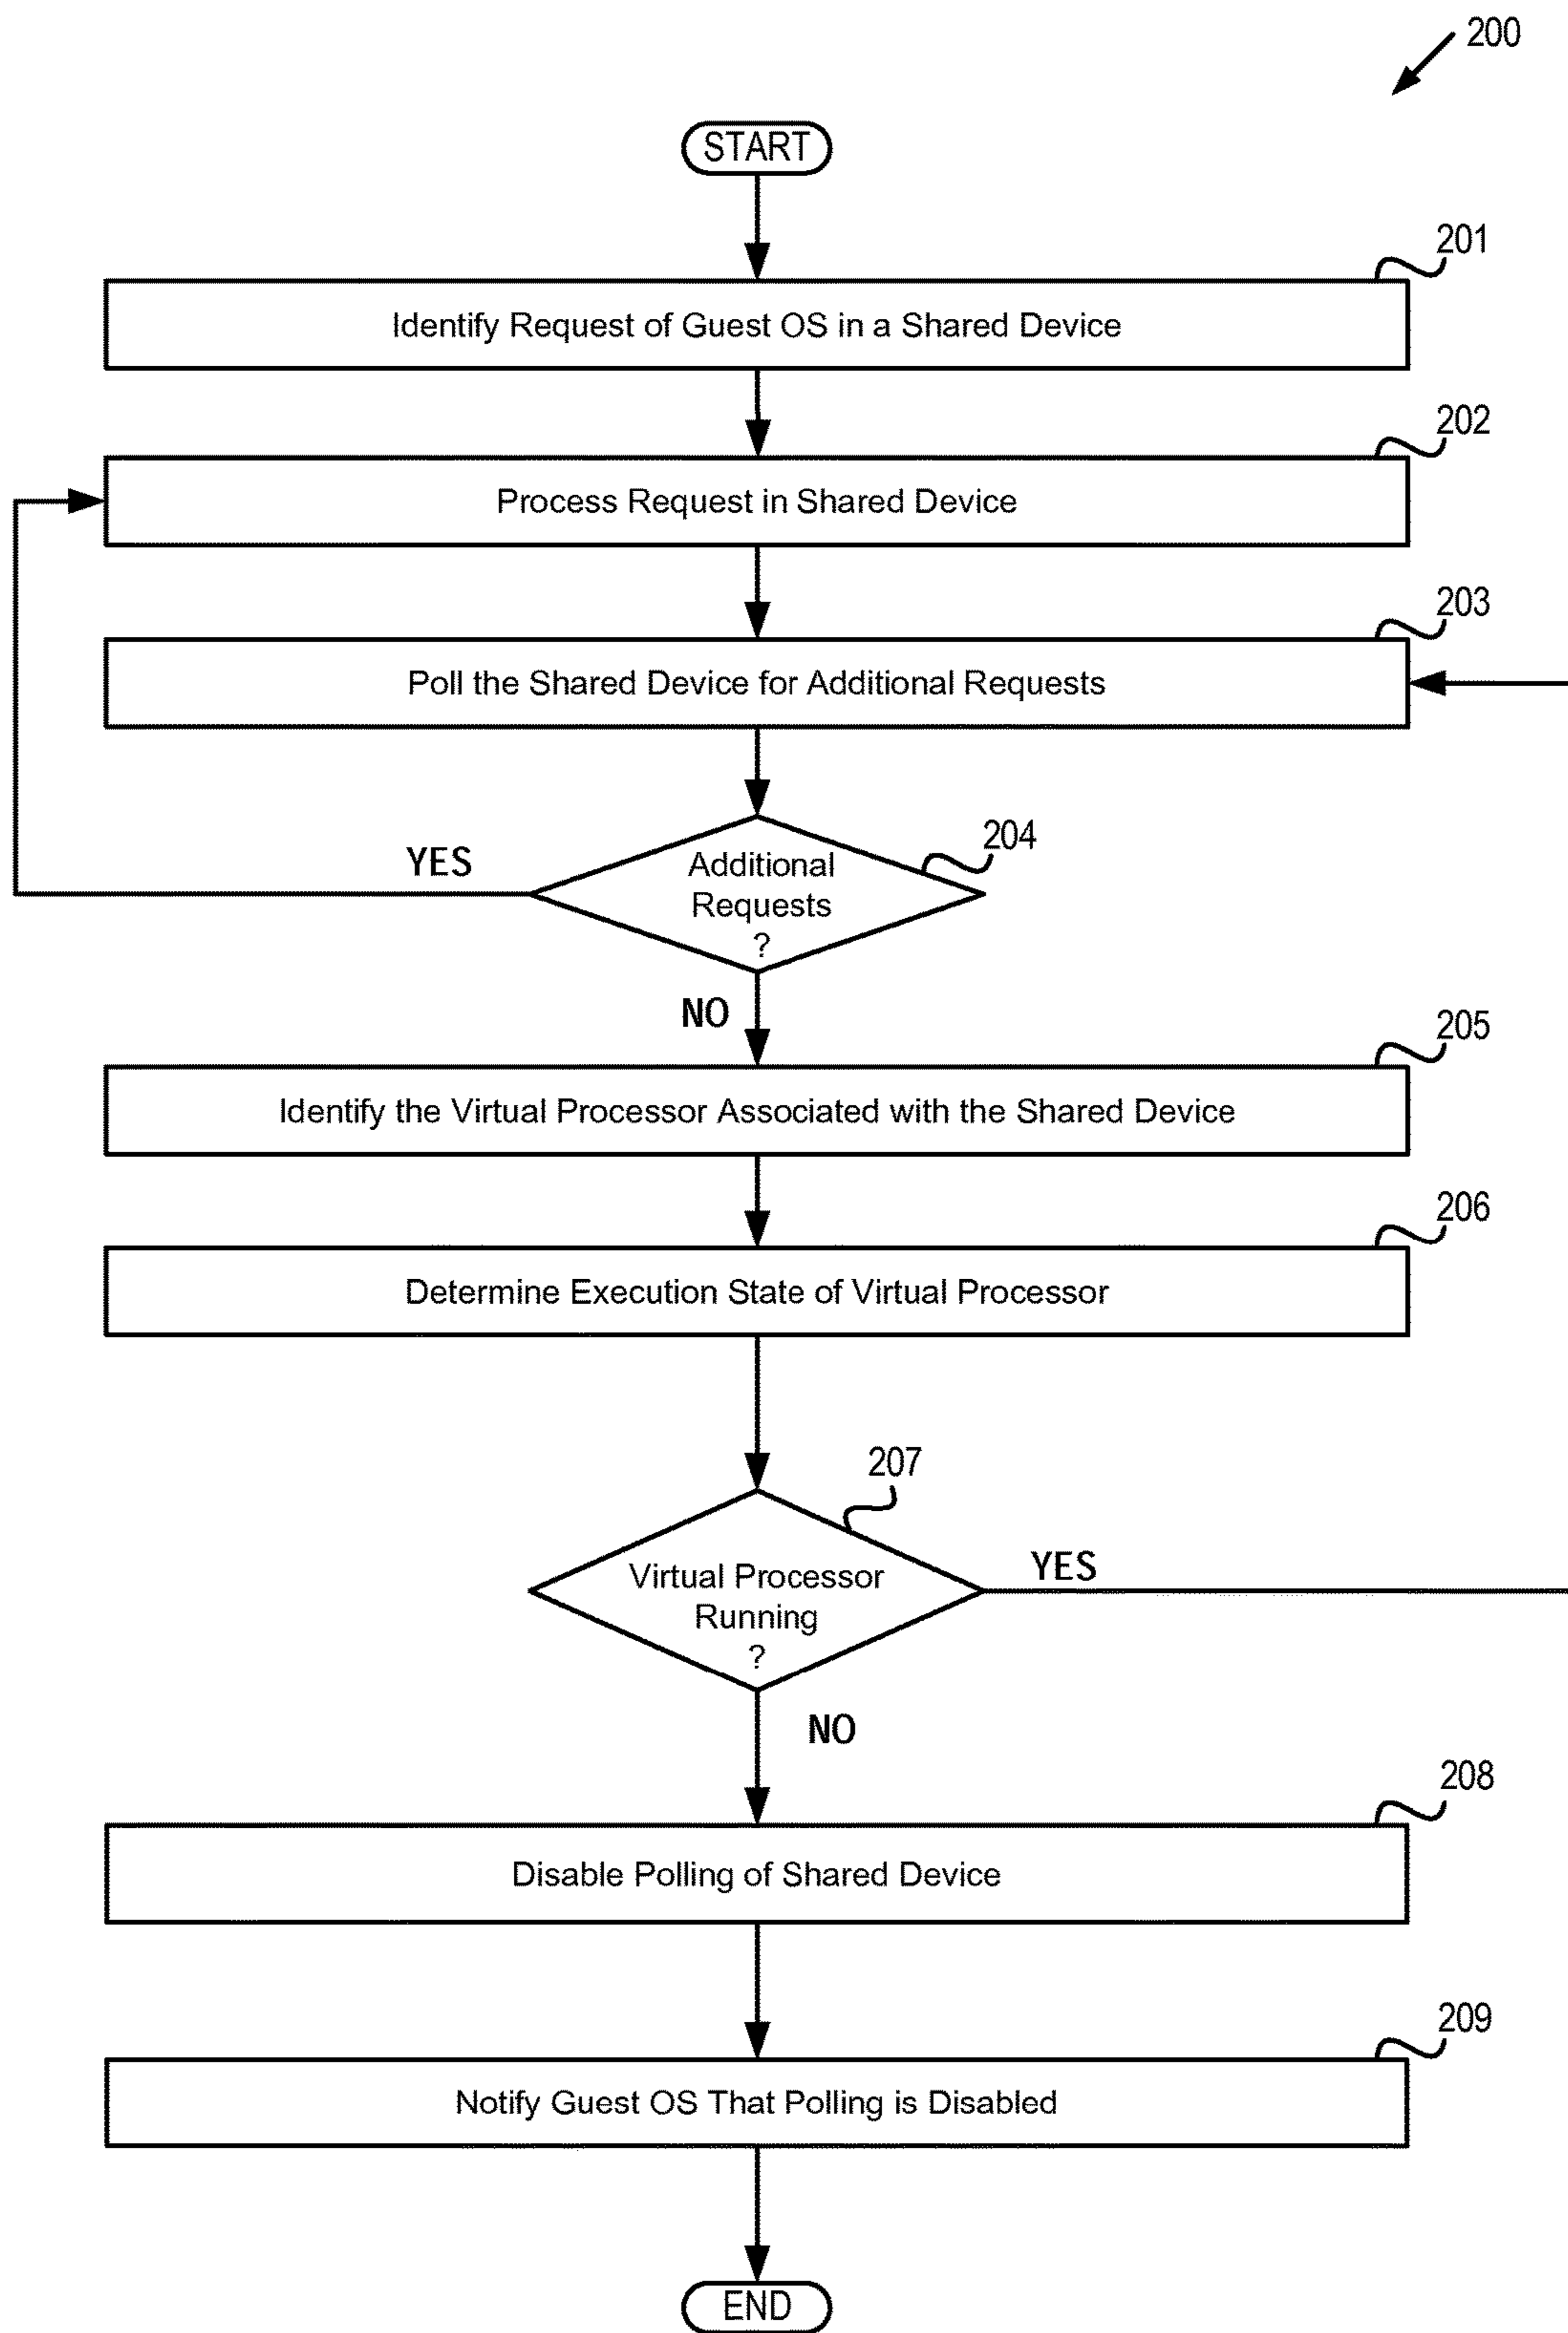 200
START
201
Identify Request of Guest OS in a Shared Device
202
Process Request in Shared Device
203
Poll the Shared Device for Additional Requests
204
YES
Additional
Requests
?
NO
205
Identify the Virtual Processor Associated with the Shared Device
206
Determine Execution State of Virtual Processor
207
YES
Virtual Processor
Running
?
NO
208
Disable Polling of Shared Device
209
Notify Guest OS That Polling is Disabled
END